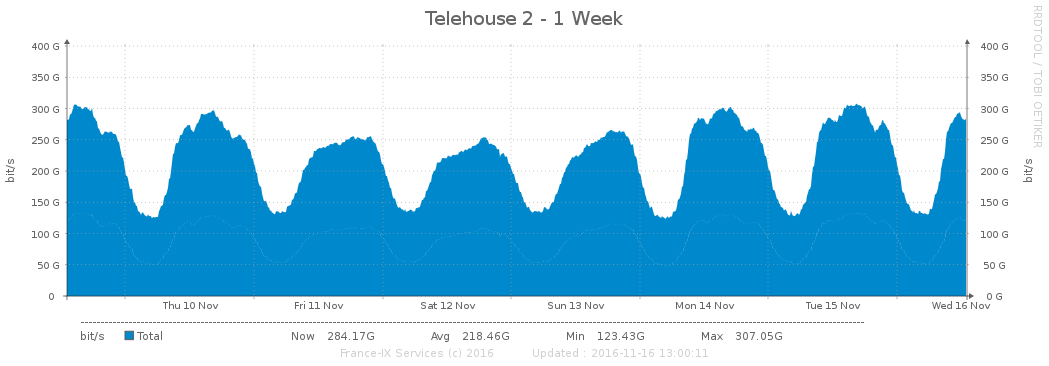 Telehouse 2 - 1 Week
RRDTOOL / TOBI OETIKER
400 G 400 G
350 G 350 G
300 G 300 G
250 G 250 G
200 G 200 G
150 G 150 G
100 G 100 G
50 G 50 G
0 0 G
bit/s bit/s
Thu 10 Nov Fri 11 Nov Sat 12 Nov Sun 13 Nov Mon 14 Nov Tue 15 Nov Wed 16 Nov
bit/s Total Now 284.17G Avg 218.46G Min 123.43G Max 307.05G
France-IX Services (c) 2016 Updated : 2016-11-16 13:00:11